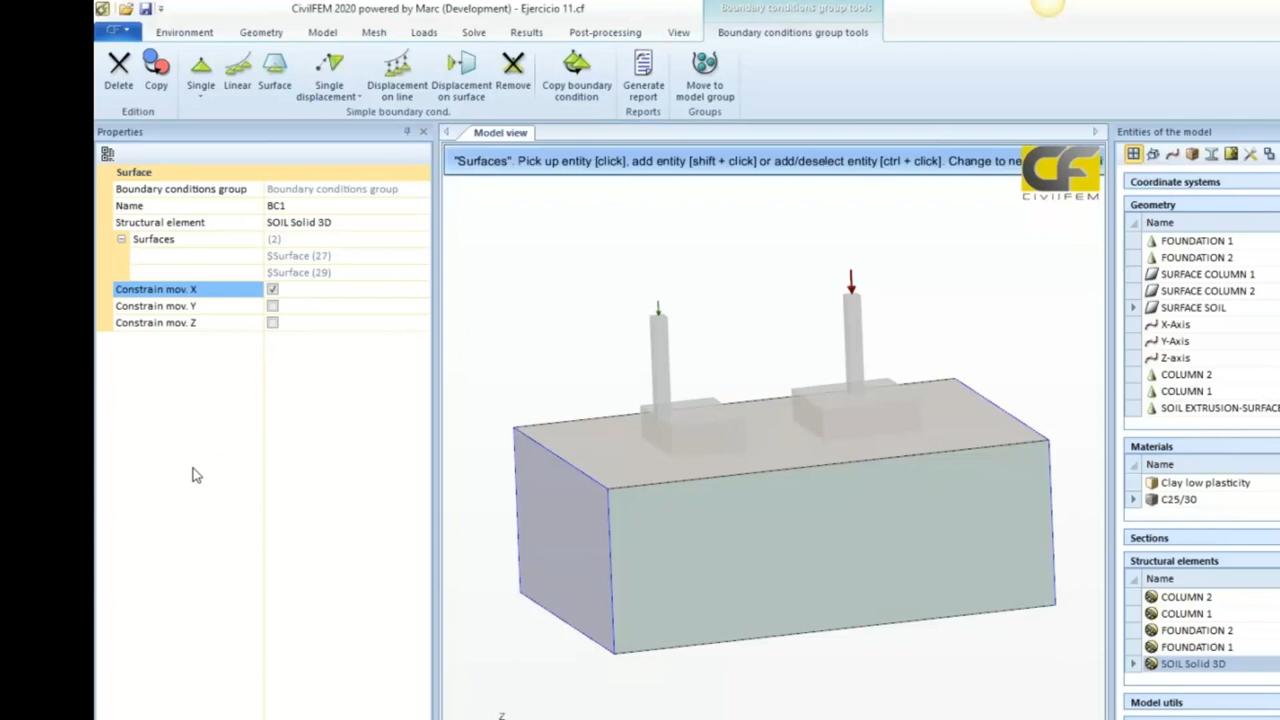 CivilFEM 2020 powered by Marc (Development) - Ejercicio 11.cf
Boundary conditions group tools
CF
Environment
Geometry
Model
Mesh
Loads
Solve
Results
Post-processing
View
Boundary conditions group tools
Delete
Copy
Single
Linear
Surface
Single displacement
Displacement on line
Displacement on surface
Remove
Copy boundary condition
Generate report
Move to model group
Edition
Simple boundary cond.
Reports
Groups
Properties
Model view
Entities of the model
"Surfaces". Pick up entity [click], add entity [shift + click] or add/deselect entity [ctrl + click]. Change to ne
CF
CIVILFEM
Surface
Boundary conditions group
Boundary conditions group
Name
BC1
Structural element
SOIL Solid 3D
Surfaces
(2)
$Surface (27)
$Surface (29)
Constrain mov. X
Constrain mov. Y
Constrain mov. Z
Z
Coordinate systems
Geometry
Name
FOUNDATION 1
FOUNDATION 2
SURFACE COLUMN 1
SURFACE COLUMN 2
SURFACE SOIL
X-Axis
Y-Axis
Z-axis
COLUMN 2
COLUMN 1
SOIL EXTRUSION-SURFACE
Materials
Name
Clay low plasticity
C25/30
Sections
Structural elements
Name
COLUMN 2
COLUMN 1
FOUNDATION 2
FOUNDATION 1
SOIL Solid 3D
Model utils